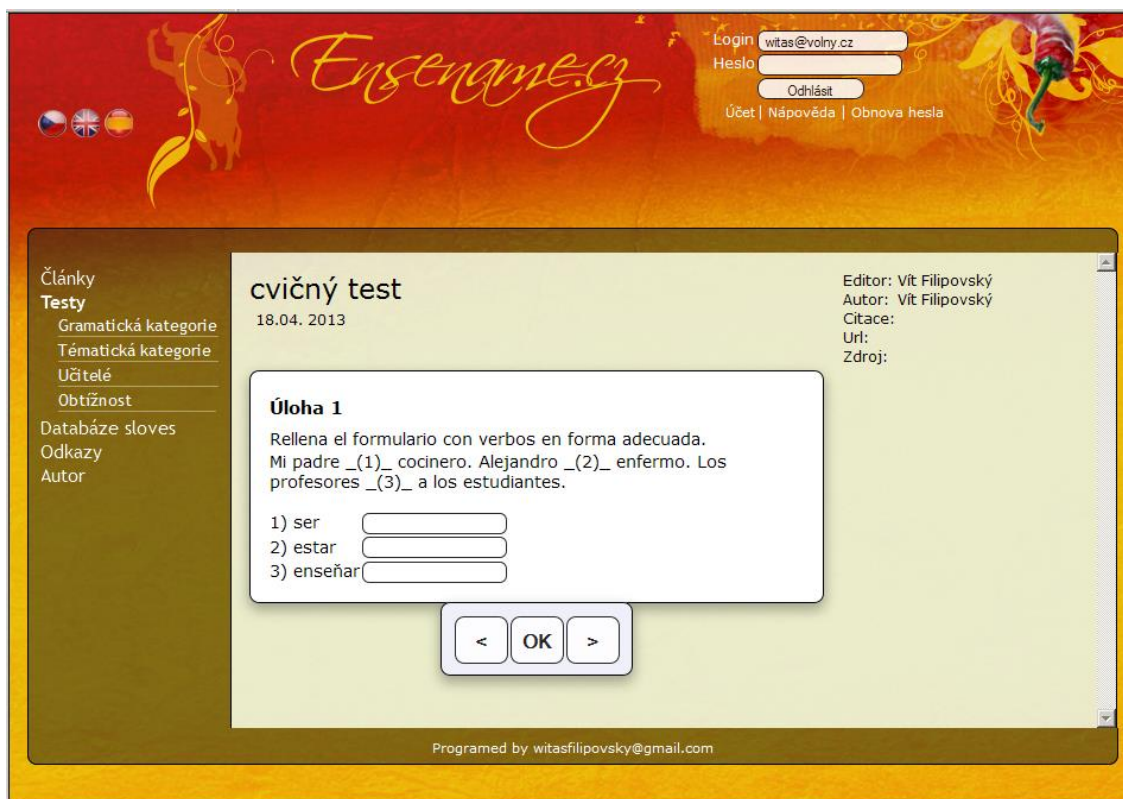 Ensename.cz
Login witas@volny.cz
Heslo
Odhlásit
Účet | Nápověda | Obnova hesla
Články
Testy
Gramatická kategorie
Tématická kategorie
Učitelé
Obtížnost
Databáze sloves
Odkazy
Autor
cvičný test
18.04. 2013
Editor: Vít Filipovský
Autor: Vít Filipovský
Citace:
Url:
Zdroj:
Úloha 1
Rellena el formulario con verbos en forma adecuada.
Mi padre _(1)_ cocinero. Alejandro _(2)_ enfermo. Los
profesores _(3)_ a los estudiantes.
1) ser
2) estar
3) enseňar
< OK >
Programed by witasfilipovsky@gmail.com